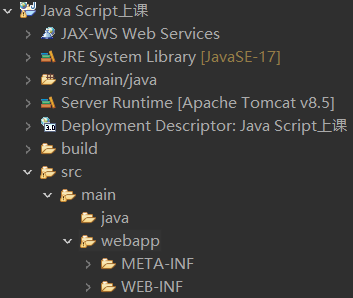 Java Script上课
JAX-WS Web Services
JRE System Library [JavaSE-17]
src/main/java
Server Runtime [Apache Tomcat v8.5]
Deployment Descriptor: Java Script上课
build
src
main
java
webapp
META-INF
WEB-INF